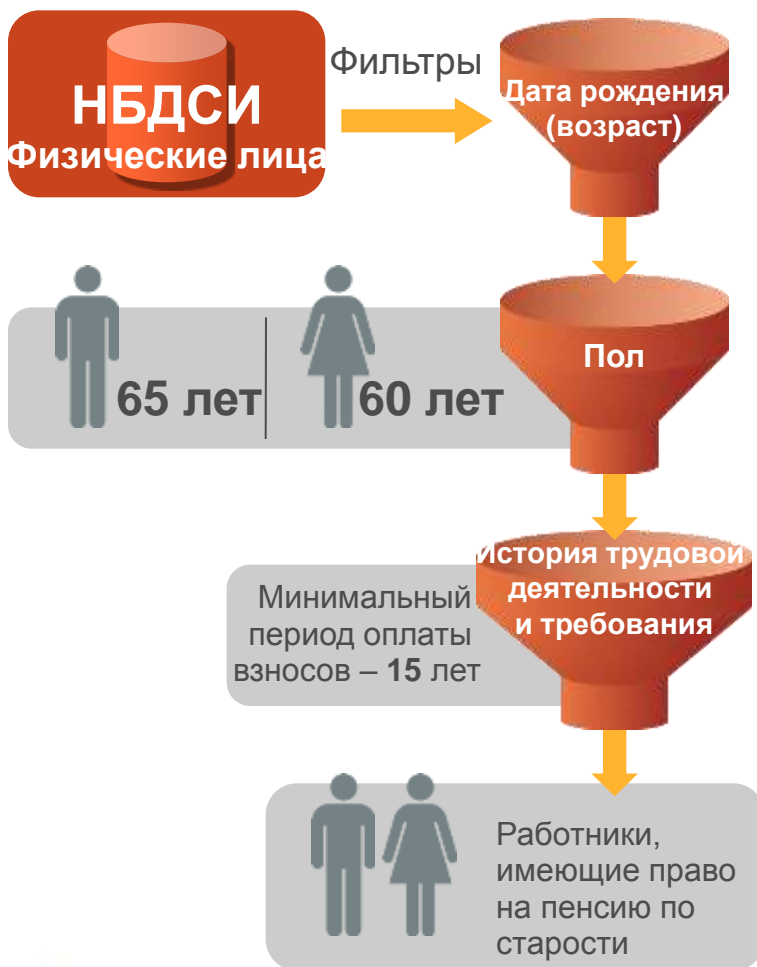 НБДСИ
Физические лица
Фильтры
Дата рождения
(возраст)
65 лет
60 лет
Пол
История трудовой
деятельности
и требования
Минимальный
период оплаты
взносов – 15 лет
Работники,
имеющие право
на пенсию по
старости